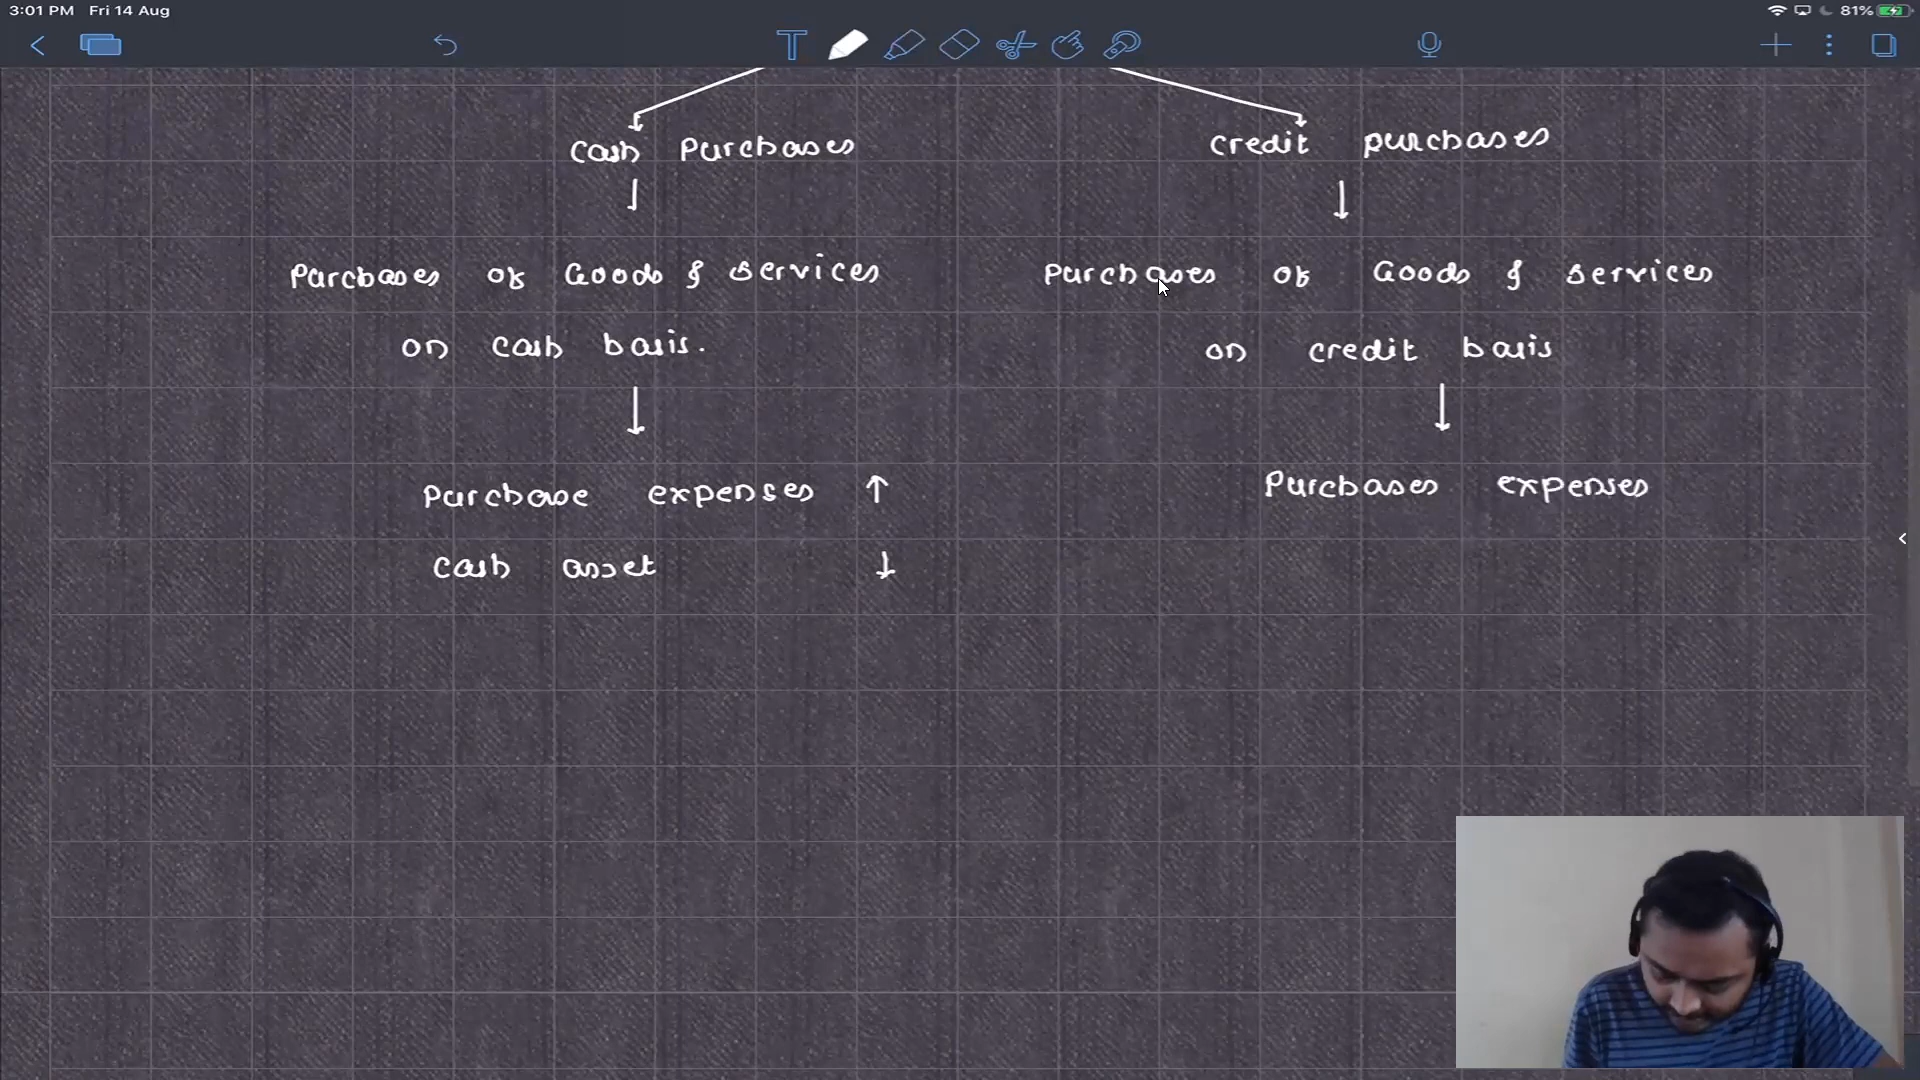 3:01 PM Fri 14 Aug 81%
T
Cash Purchases
Credit purchases
Purchases of Goods & Services
on cash basis.
Purchases of Goods & Services
on credit basis
Purchase expenses ↑
Cash asset ↓
Purchases expenses